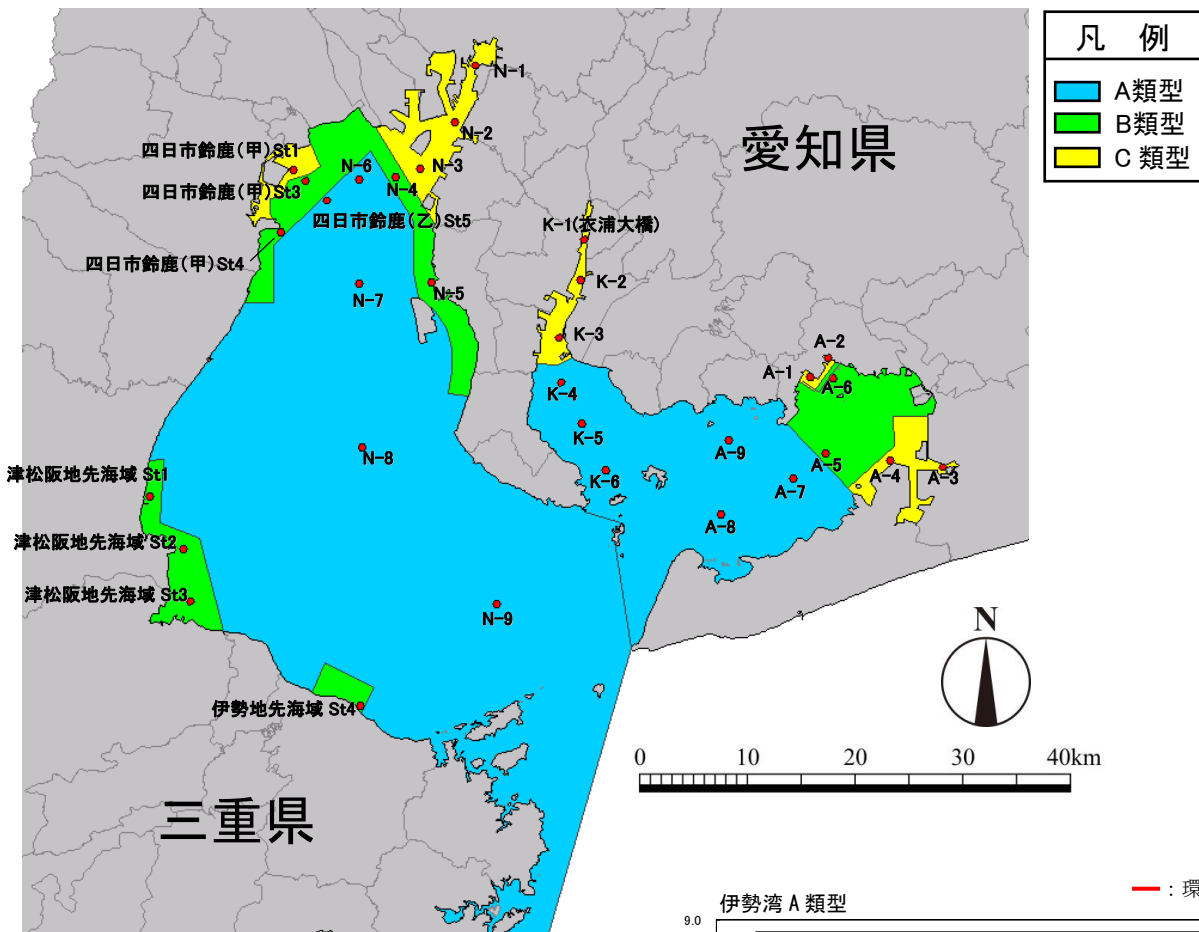 凡 例
A類型
B類型
C類型
N-1
N-2
愛知県
四日市鈴鹿(甲)St1
N-6
N-3
四日市鈴鹿(甲)St3
N-4
四日市鈴鹿(乙)St5
K-1(衣浦大橋)
四日市鈴鹿(甲)St4
K-2
N-7
N-5
K-3
A-2
A-1
A-6
K-4
K-5
A-9
N-8
A-5
A-4
A-3
津松阪地先海域 St1
K-6
A-7
A-8
津松阪地先海域 St2
津松阪地先海域 St3
N-9
N
伊勢地先海域 St4
0 10 20 30 40km
三重県
:環
伊勢湾A類型
9.0